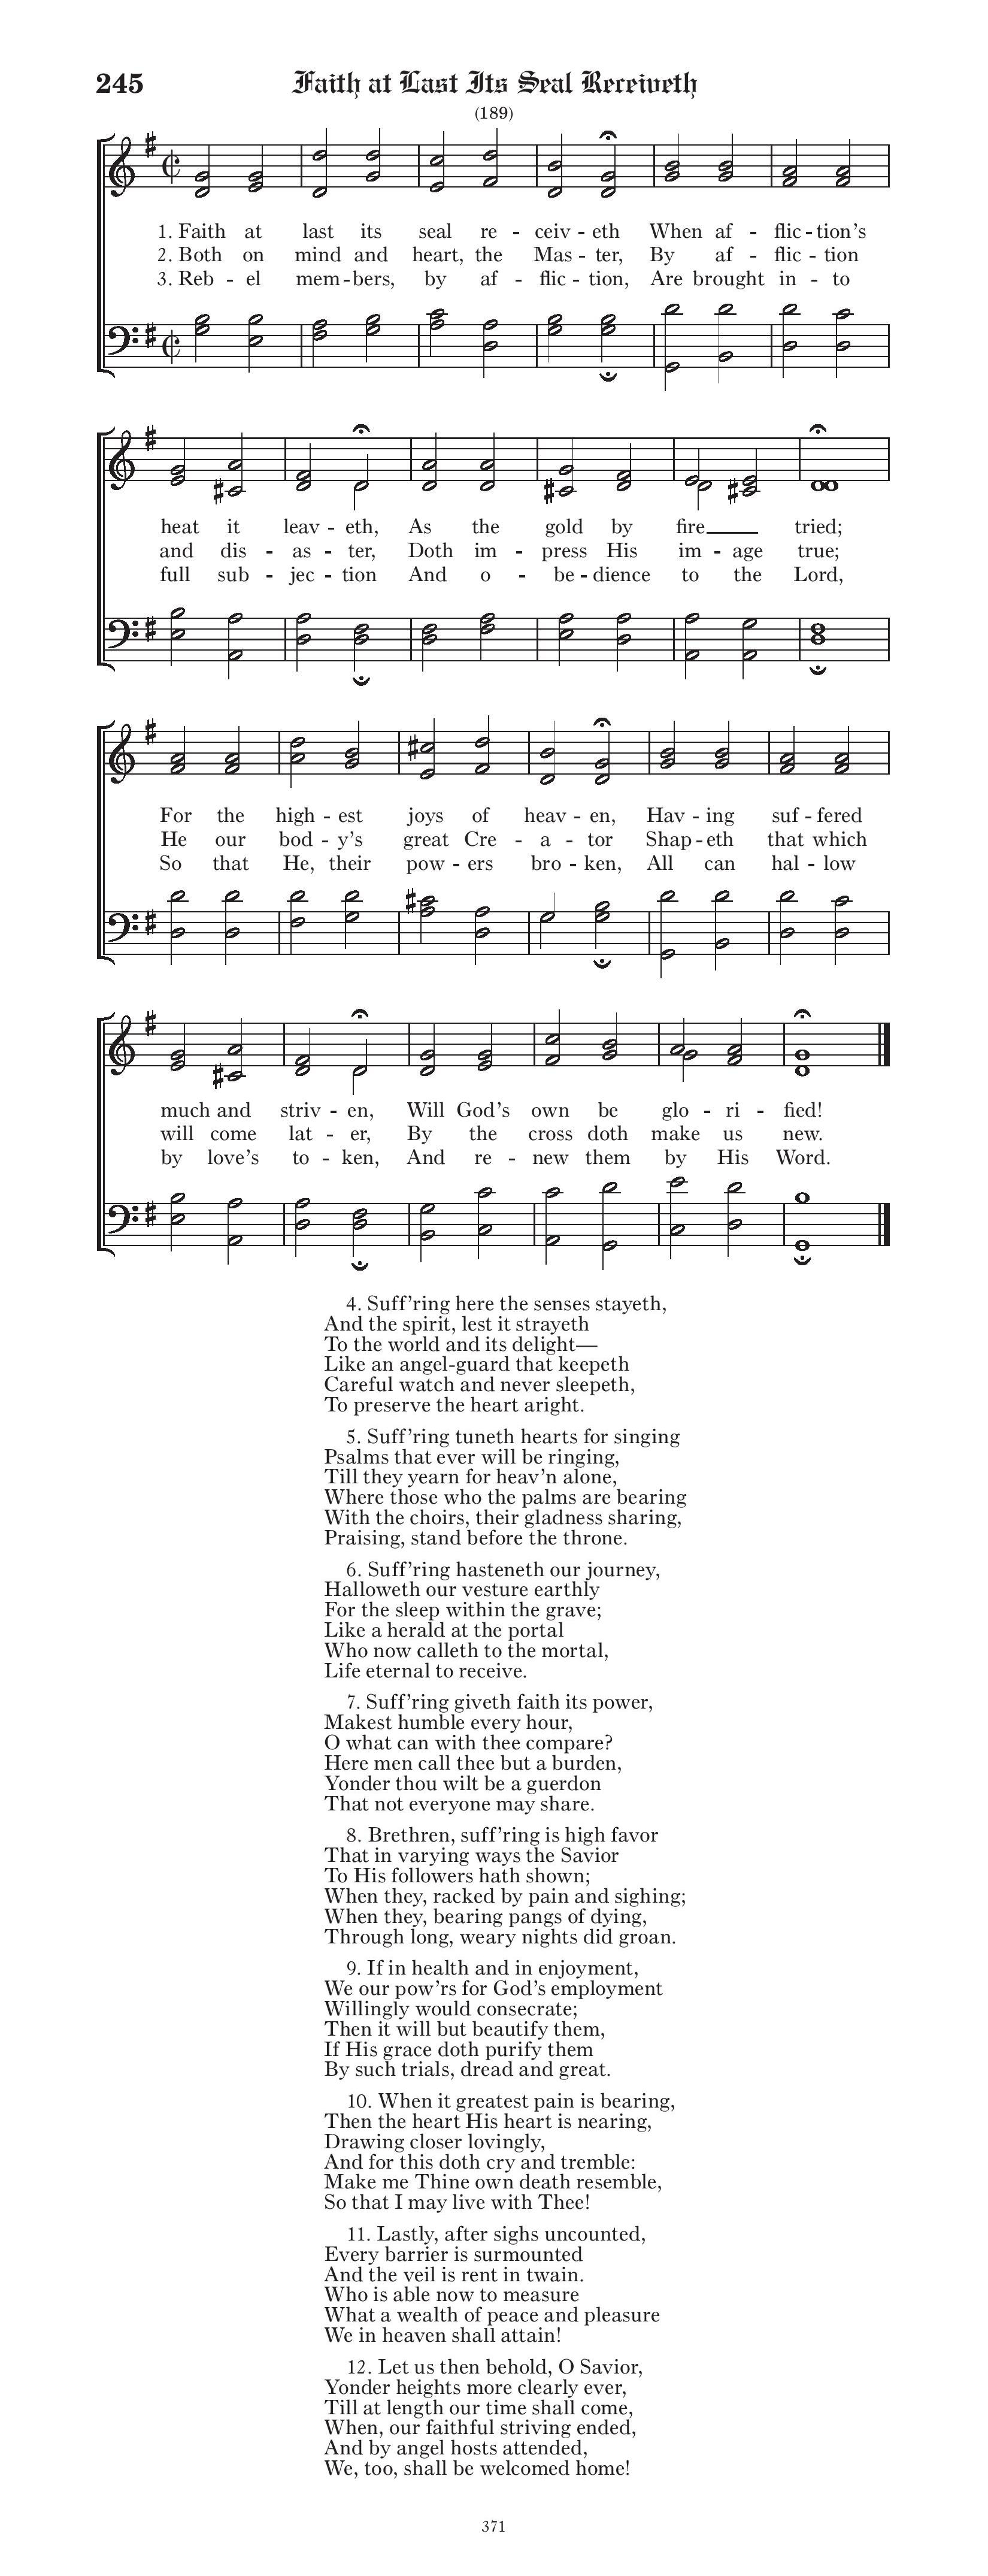 245 Faith at Last Its Seal Receiveth
(189)
1. Faith at last its seal re - ceiv - eth When af - flic - tion’s
2. Both on mind and heart, the Mas - ter, By af - flic - tion
3. Reb - el mem - bers, by af - flic - tion, Are brought in - to
heat it leav - eth, As the gold by fire tried;
and dis - as - ter, Doth im - press His im - age true;
full sub - jec - tion And o - be - dience to the Lord,
For the high - est joys of heav - en, Hav - ing suf - fered
He our bod - y’s great Cre - a - tor Shap - eth that which
So that He, their pow - ers bro - ken, All can hal - low
much and striv - en, Will God’s own be glo - ri - fied!
will come lat - er, By the cross doth make us new.
by love’s to - ken, And re - new them by His Word.
4. Suff’ring here the senses stayeth,
And the spirit, lest it strayeth
To the world and its delight—
Like an angel-guard that keepeth
Careful watch and never sleepeth,
To preserve the heart aright.
5. Suff’ring tuneth hearts for singing
Psalms that ever will be ringing,
Till they yearn for heav’n alone,
Where those who the palms are bearing
With the choirs, their gladness sharing,
Praising, stand before the throne.
6. Suff’ring hasteneth our journey,
Halloweth our vesture earthly
For the sleep within the grave;
Like a herald at the portal
Who now calleth to the mortal,
Life eternal to receive.
7. Suff’ring giveth faith its power,
Makest humble every hour,
O what can with thee compare?
Here men call thee but a burden,
Yonder thou wilt be a guerdon
That not everyone may share.
8. Brethren, suff’ring is high favor
That in varying ways the Savior
To His followers hath shown;
When they, racked by pain and sighing;
When they, bearing pangs of dying,
Through long, weary nights did groan.
9. If in health and in enjoyment,
We our pow’rs for God’s employment
Willingly would consecrate;
Then it will but beautify them,
If His grace doth purify them
By such trials, dread and great.
10. When it greatest pain is bearing,
Then the heart His heart is nearing,
Drawing closer lovingly,
And for this doth cry and tremble:
Make me Thine own death resemble,
So that I may live with Thee!
11. Lastly, after sighs uncounted,
Every barrier is surmounted
And the veil is rent in twain.
Who is able now to measure
What a wealth of peace and pleasure
We in heaven shall attain!
12. Let us then behold, O Savior,
Yonder heights more clearly ever,
Till at length our time shall come,
When, our faithful striving ended,
And by angel hosts attended,
We, too, shall be welcomed home!
371